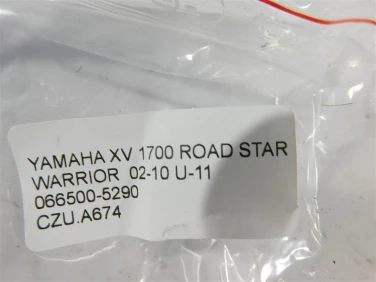 YAMAHA XV 1700 ROAD STAR
WARRIOR 02-10 U-11
066500-5290
CZU.A674